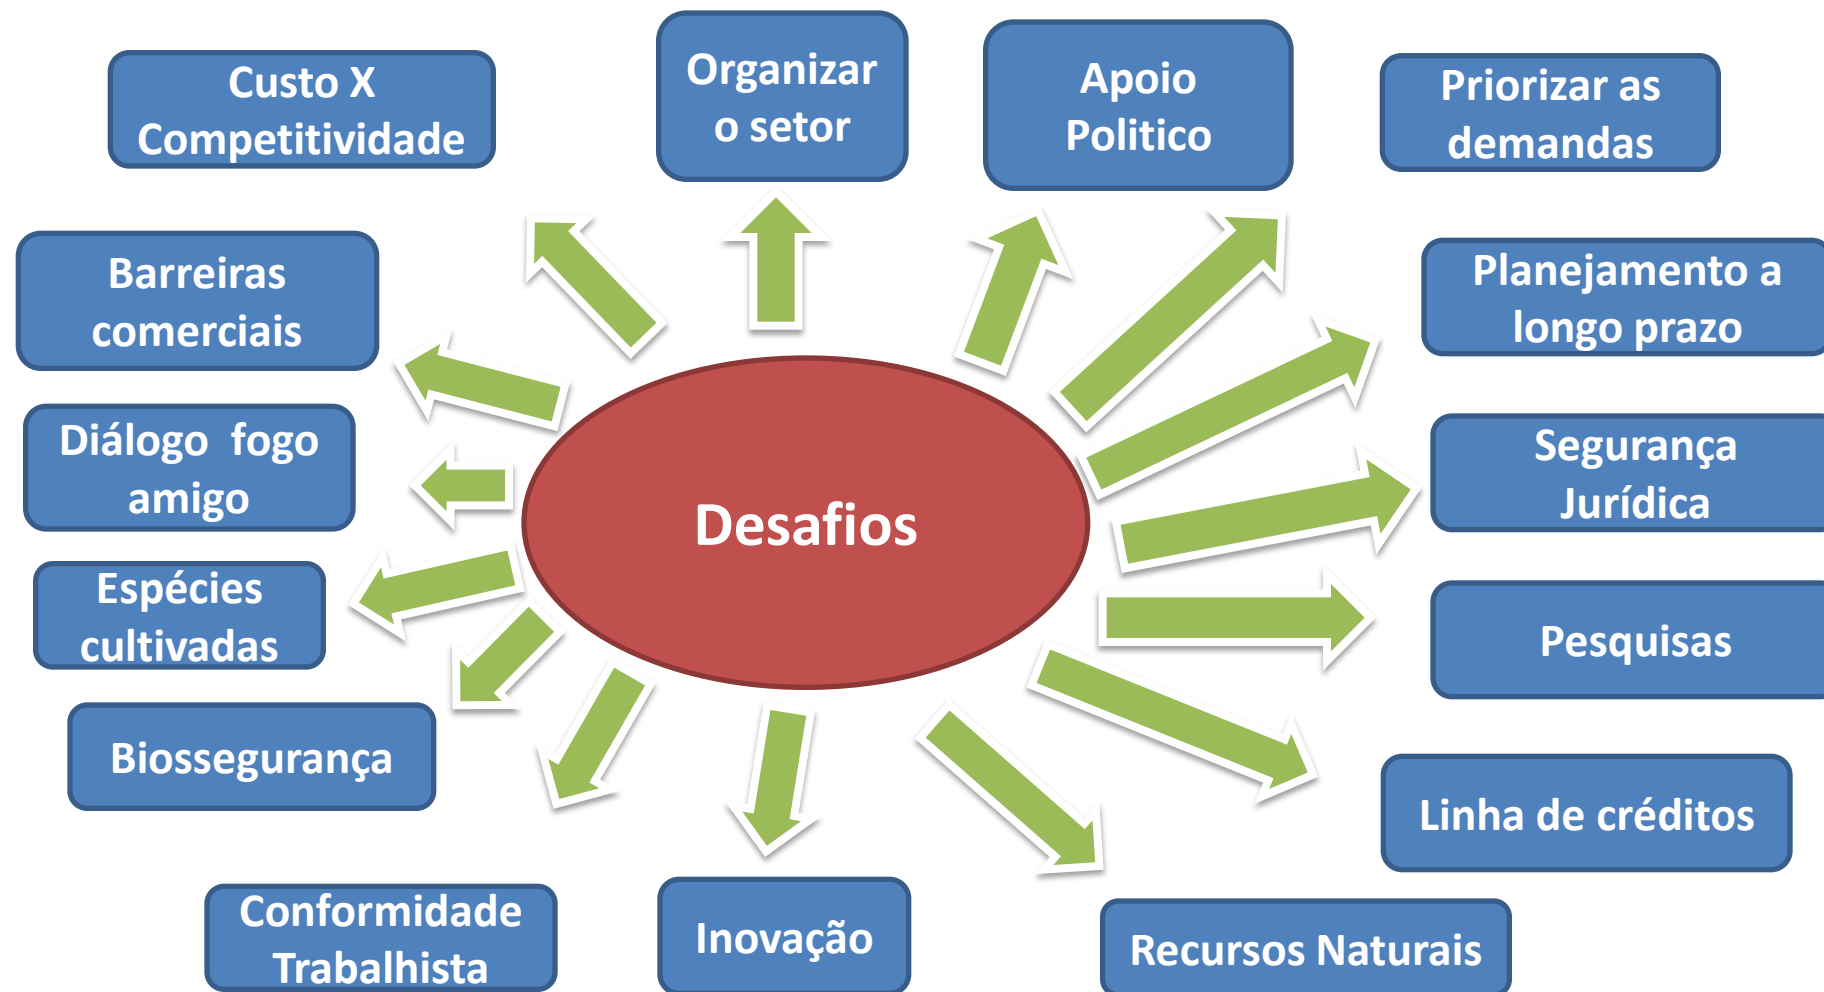 Custo X
Competitividade
Organizar
o setor
Apoio
Politico
Priorizar as
demandas
Barreiras
comerciais
Planejamento a
longo prazo
Diálogo  fogo
amigo
Desafios
Segurança
Jurídica
Espécies
cultivadas
Pesquisas
Biossegurança
Linha de créditos
Conformidade
Trabalhista
Inovação
Recursos Naturais